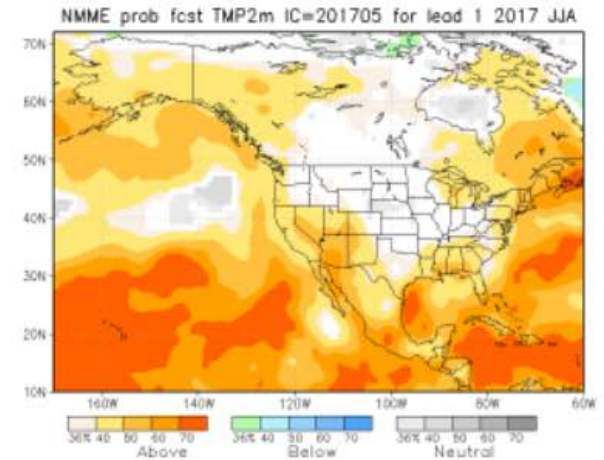 NMME prob fcst TMP2m IC=201705 for lead 1 2017 JJA
70N
60N
50N
40N
30N
20N
10N
160W 140W 120W 100W 80W 60W
36% 40 50 60 70 36% 40 50 60 70 36% 40 50 60 70
Above Below Neutral